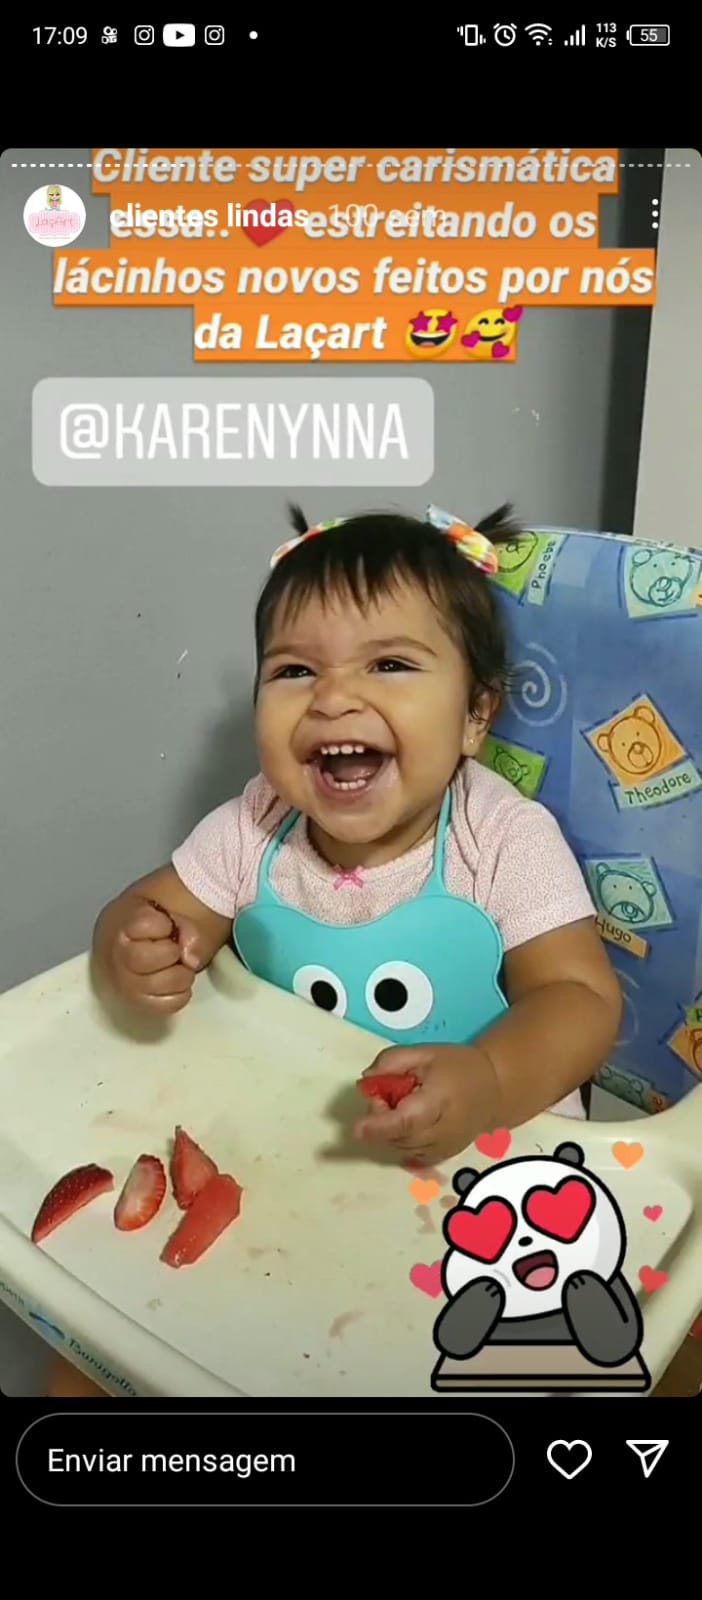 17:09
113
K/S
55
Cliente super carismática
clientes lindas 100 sem
essa..❤️ estreitando os
lácinhos novos feitos por nós
da Laçart 🤩🥰
@KARENYNNA
Phoebe
Theodore
Hugo
Burigotto
laçArt
Enviar mensagem